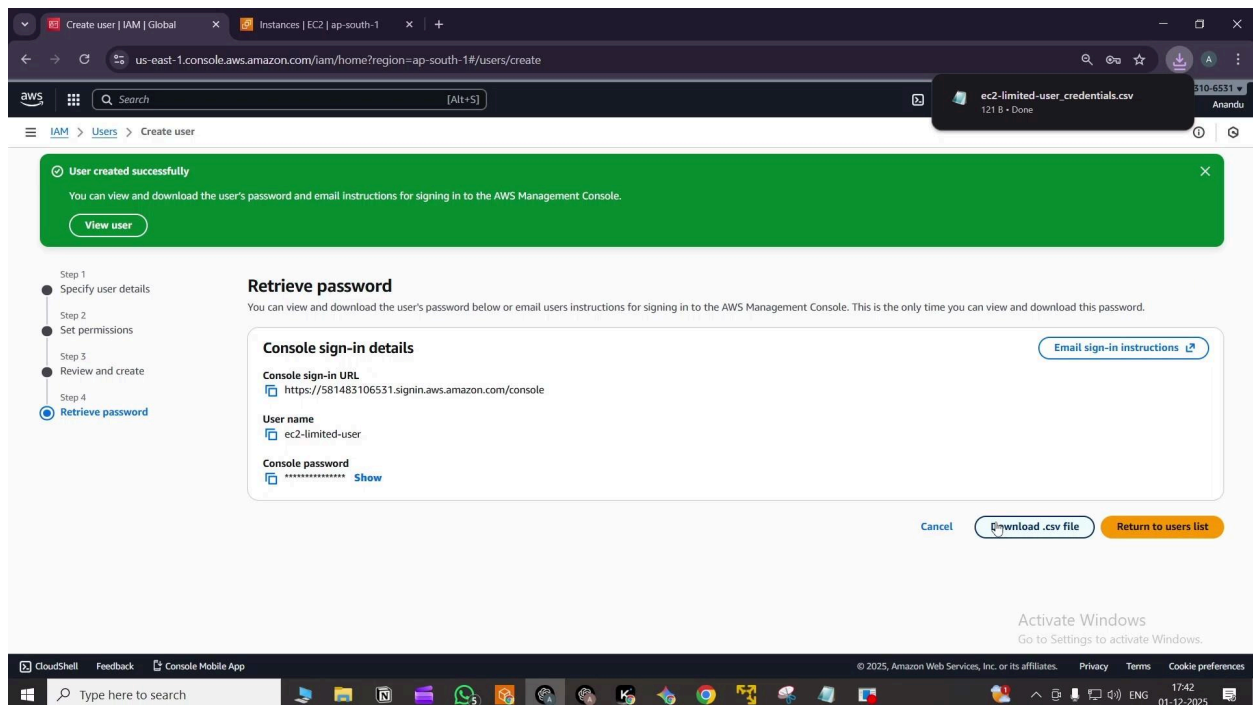 Create user | IAM | Global
Instances | EC2 | ap-south-1
us-east-1.console.aws.amazon.com/iam/home?region=ap-south-1#/users/create
A
aws
Search
[Alt+S]
ec2-limited-user_credentials.csv
121 B • Done
310-6531
Anandu
IAM > Users > Create user
User created successfully
You can view and download the user's password and email instructions for signing in to the AWS Management Console.
View user
Step 1
Specify user details
Step 2
Set permissions
Step 3
Review and create
Step 4
Retrieve password
Retrieve password
You can view and download the user's password below or email users instructions for signing in to the AWS Management Console. This is the only time you can view and download this password.
Console sign-in details
Email sign-in instructions
Console sign-in URL
https://581483106531.signin.aws.amazon.com/console
User name
ec2-limited-user
Console password
*************** Show
Cancel
Download .csv file
Return to users list
Activate Windows
Go to Settings to activate Windows.
CloudShell Feedback Console Mobile App
© 2025, Amazon Web Services, Inc. or its affiliates. Privacy Terms Cookie preferences
Type here to search
ENG
17:42
01-12-2025